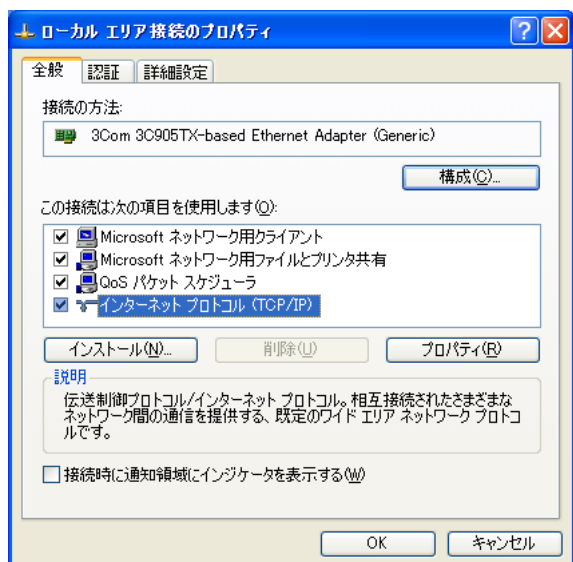 ローカル エリア接続のプロパティ
全般 認証 詳細設定
接続の方法:
3Com 3C905TX-based Ethernet Adapter (Generic)
構成(C)...
この接続は次の項目を使用します(O):
Microsoft ネットワーク用クライアント
Microsoft ネットワーク用ファイルとプリンタ共有
QoS パケット スケジューラ
インターネット プロトコル (TCP/IP)
インストール(N)... 削除(U) プロパティ(R)
説明
伝送制御プロトコル/インターネット プロトコル。相互接続されたさまざまな
ネットワーク間の通信を提供する、既定のワイド エリア ネットワーク プロトコ
ルです。
接続時に通知領域にインジケータを表示する(W)
OK キャンセル